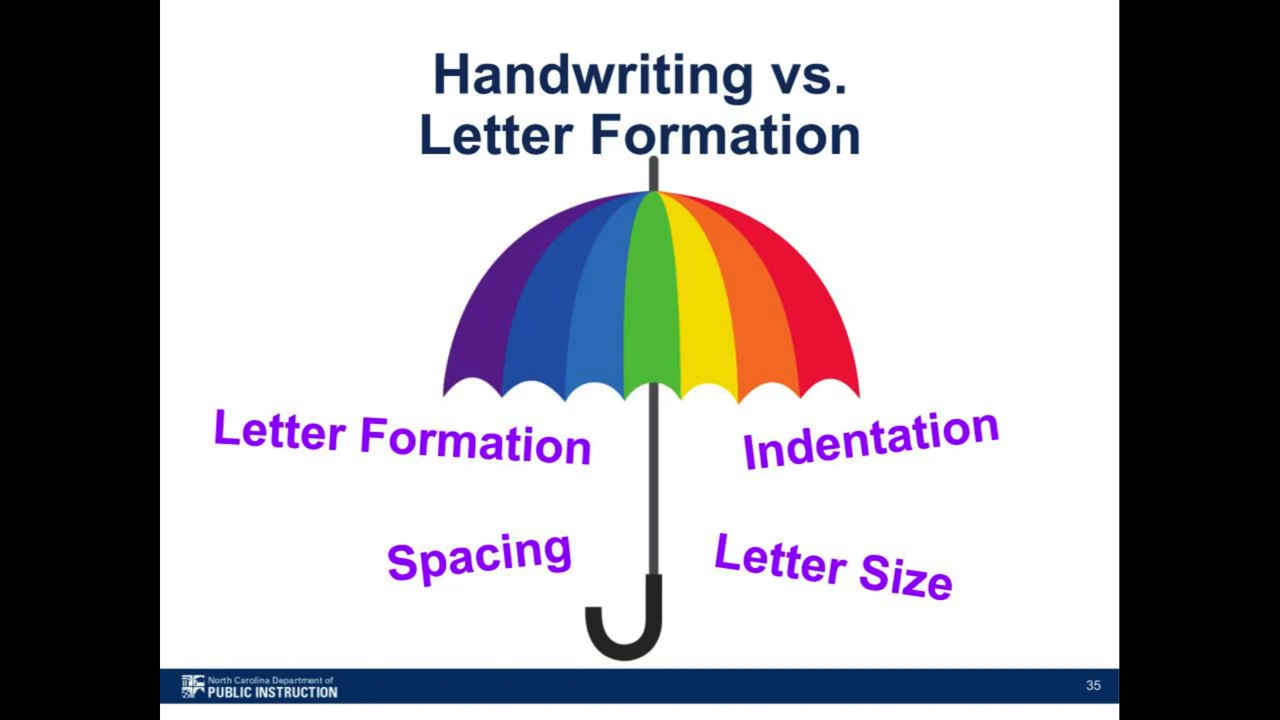 Handwriting vs.
Letter Formation
Letter Formation
Indentation
Spacing
Letter Size
North Carolina Department of
PUBLIC INSTRUCTION
35